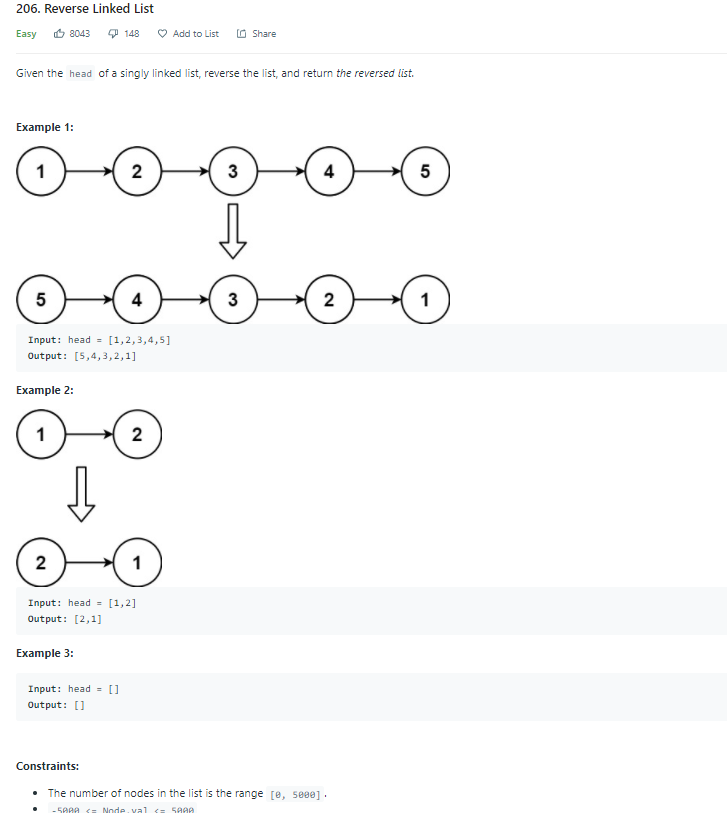 206. Reverse Linked List
Easy 8043 148 Add to List Share
Given the head of a singly linked list, reverse the list, and return the reversed list.
Example 1:
1 2 3 4 5
5 4 3 2 1
Input: head = [1,2,3,4,5]
Output: [5,4,3,2,1]
Example 2:
1 2
2 1
Input: head = [1,2]
Output: [2,1]
Example 3:
Input: head = []
Output: []
Constraints:
• The number of nodes in the list is the range [0, 5000].
• -5000 <= Node.val <= 5000